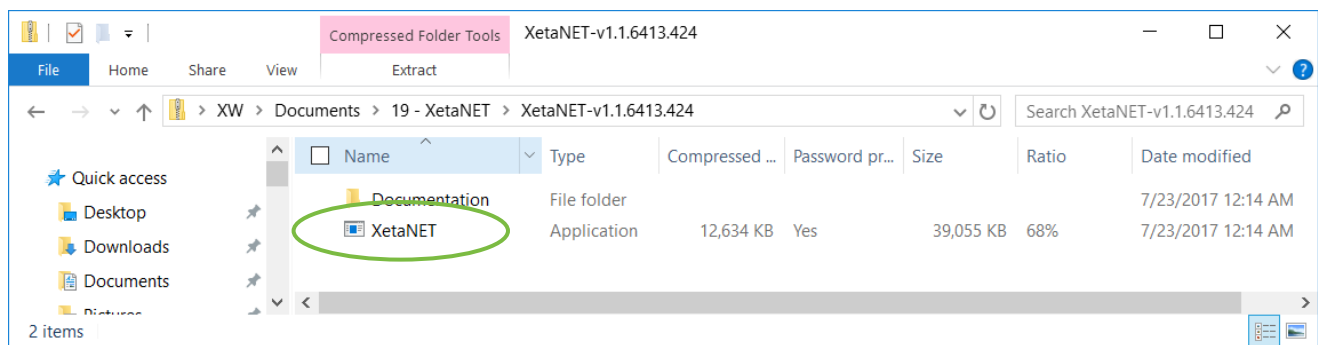 Compressed Folder Tools XetaNET-v1.1.6413.424
File Home Share View Extract
XW > Documents > 19 - XetaNET > XetaNET-v1.1.6413.424 Search XetaNET-v1.1.6413.424
Name Type Compressed ... Password pr... Size Ratio Date modified
Quick access
Documentation File folder 7/23/2017 12:14 AM
Desktop
XetaNET Application 12,634 KB Yes 39,055 KB 68% 7/23/2017 12:14 AM
Downloads
Documents
Pictures
2 items